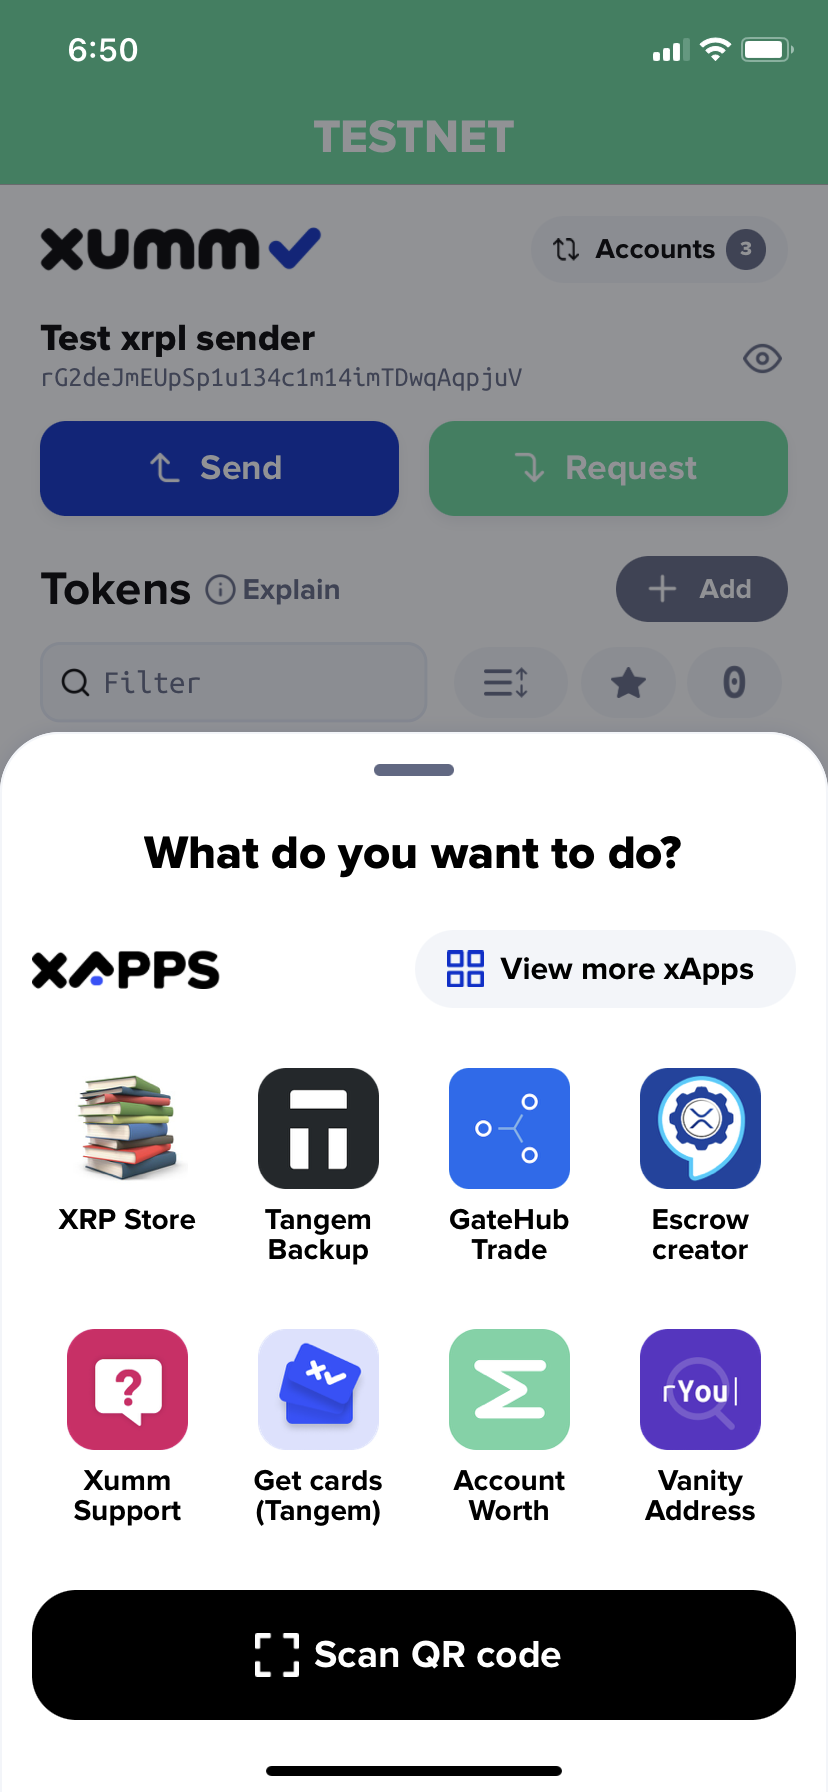 6:50
TESTNET
xumm
Accounts 3
Test xrpl sender
rG2deJmEUpSp1u134c1m14imTDwqAqpjuV
Send
Request
Tokens
Explain
Add
Filter
0
What do you want to do?
xAPPS
View more xApps
XRP Store
Tangem
Backup
GateHub
Trade
Escrow
creator
rYou
Xumm
Support
Get cards
(Tangem)
Account
Worth
Vanity
Address
Scan QR code